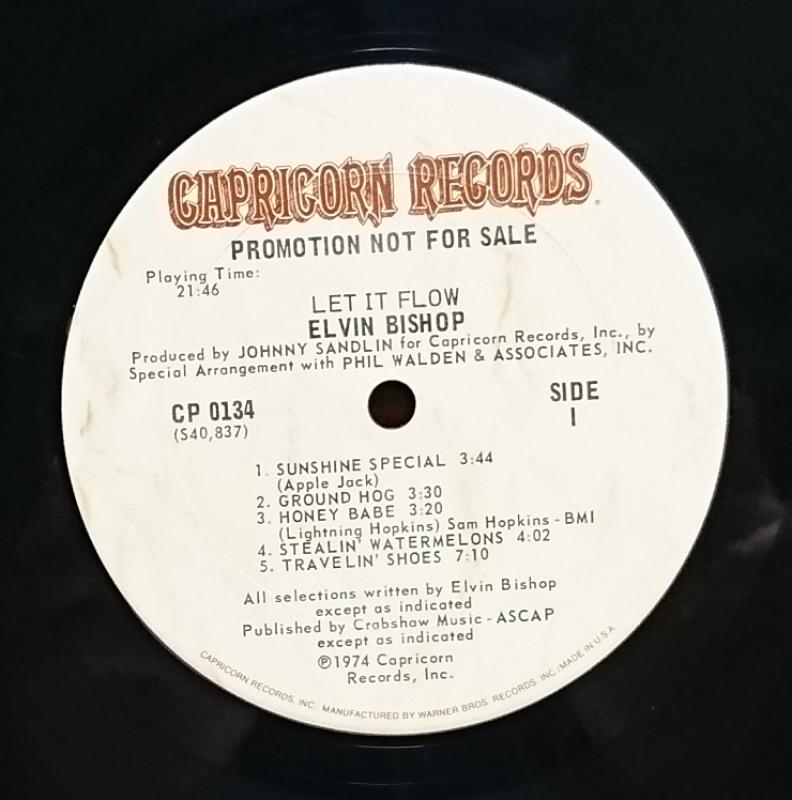 CAPRICORN RECORDS
PROMOTION NOT FOR SALE
Playing Time:
21:46
LET IT FLOW
ELVIN BISHOP
Produced by JOHNNY SANDLIN for Capricorn Records, Inc., by
Special Arrangement with PHIL WALDEN & ASSOCIATES, INC.
CP 0134
(S40,837)
SIDE
I
1. SUNSHINE SPECIAL 3:44
(Apple Jack)
2. GROUND HOG 3:30
3. HONEY BABE 3:20
(Lightning Hopkins) Sam Hopkins - BMI
4. STEALIN' WATERMELONS 4:02
5. TRAVELIN' SHOES 7:10
All selections written by Elvin Bishop
except as indicated
Published by Crabshaw Music - ASCAP
except as indicated
℗1974 Capricorn
Records, Inc.
CAPRICORN RECORDS, INC. MANUFACTURED BY WARNER BROS. RECORDS INC./MADE IN U.S.A.